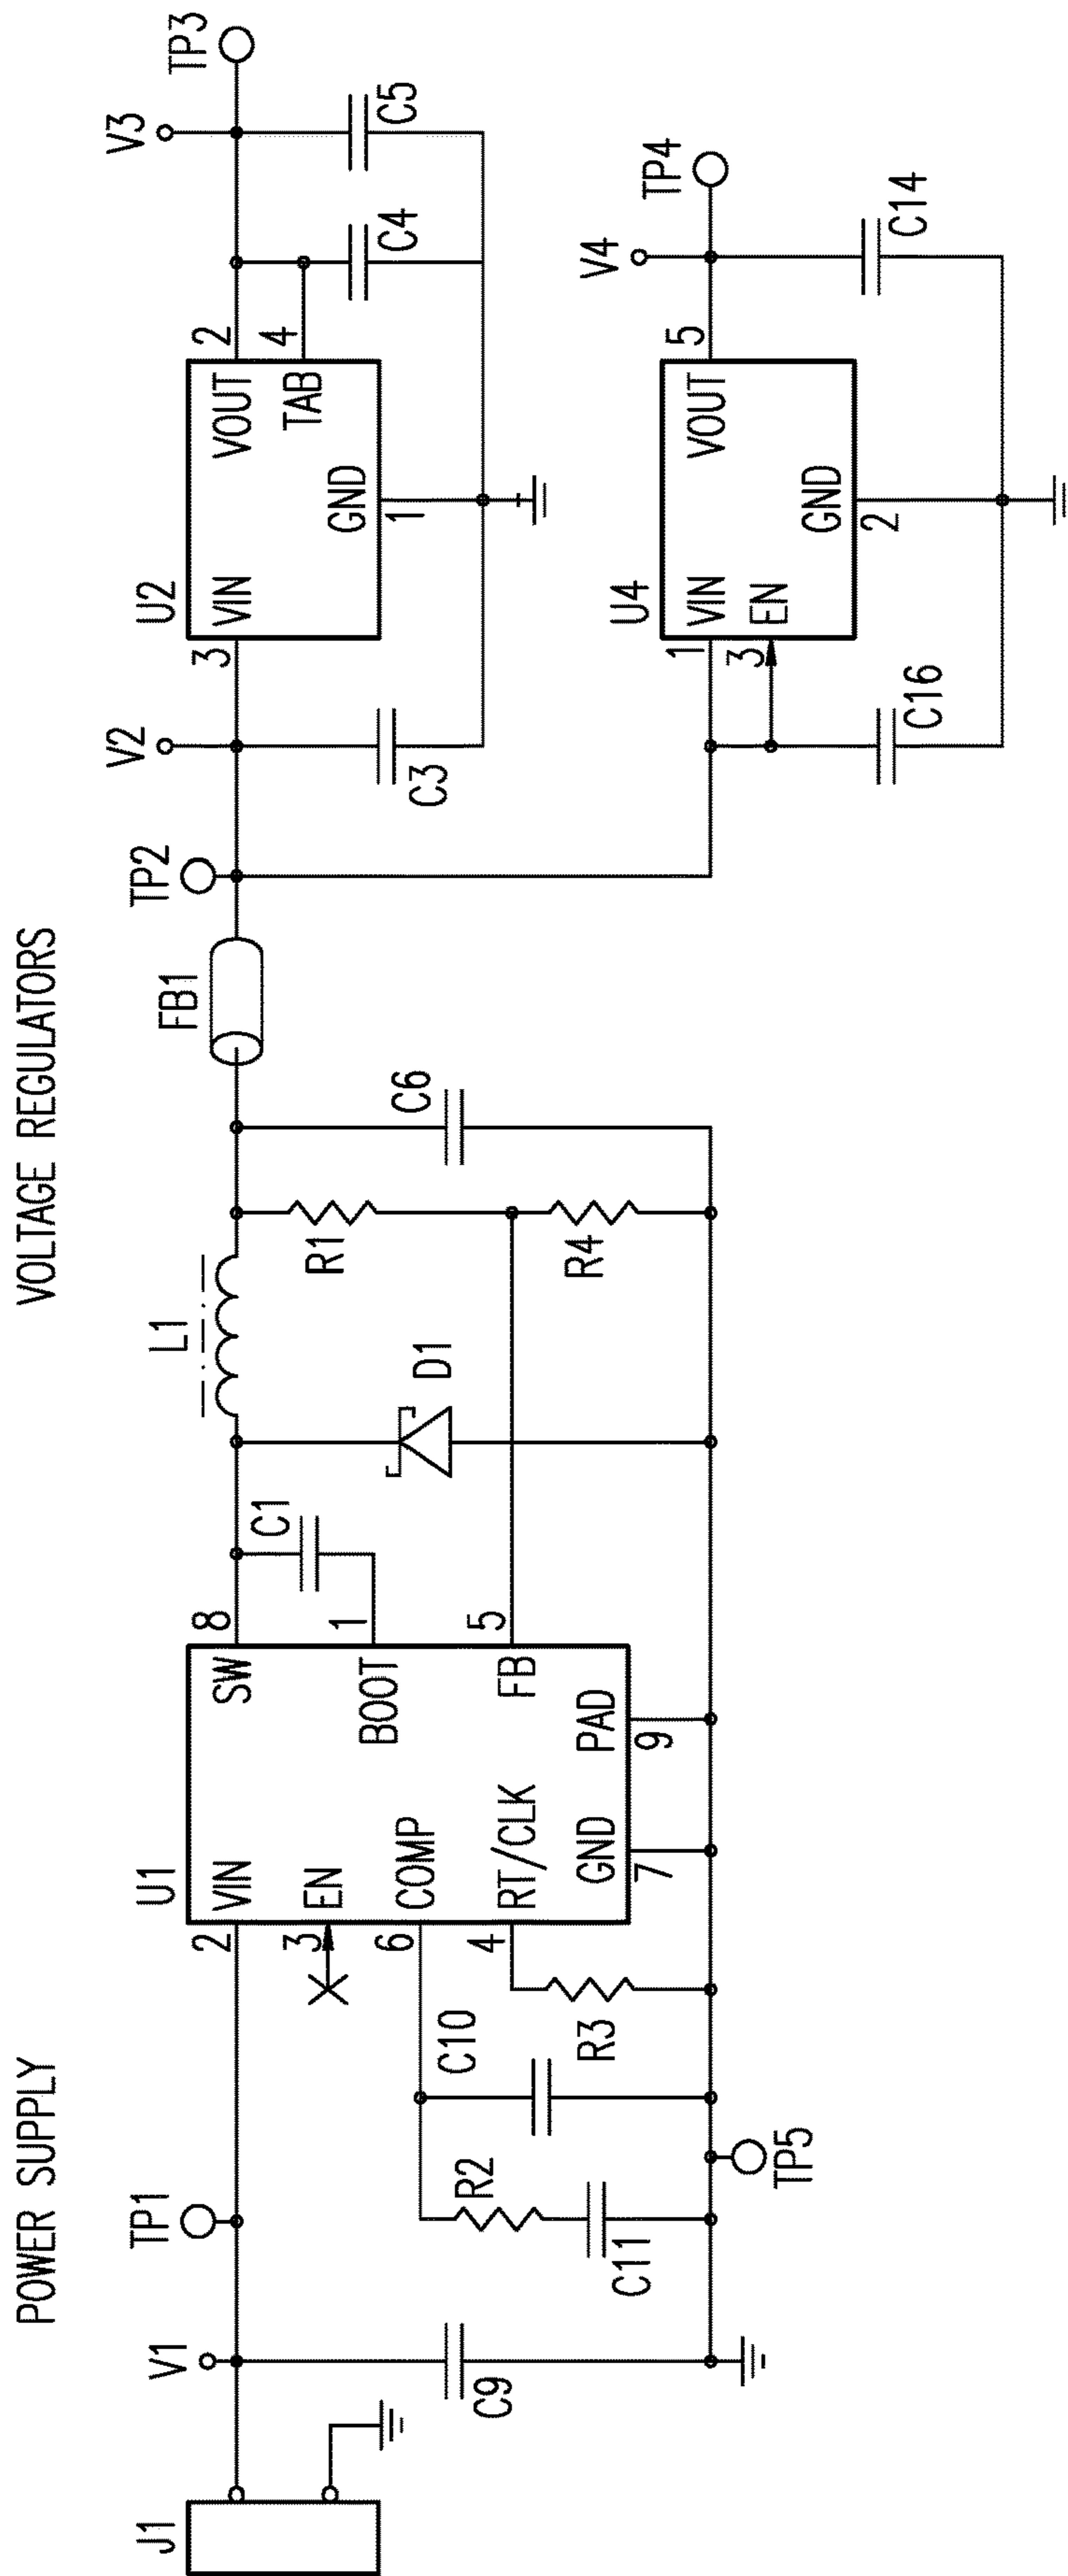 POWER SUPPLY
VOLTAGE REGULATORS
J1
V1
TP1
C9
C11
R2
C10
R3
TP5
U1
2
VIN
3
EN
6
COMP
4
RT/CLK
GND
7
PAD
9
SW
8
BOOT
1
FB
5
C1
D1
L1
R1
R4
C6
FB1
TP2
V2
C3
U2
3
VIN
VOUT
2
TAB
4
GND
1
C4
C5
V3
TP3
U4
1
VIN
3
EN
VOUT
5
GND
2
C16
C14
V4
TP4